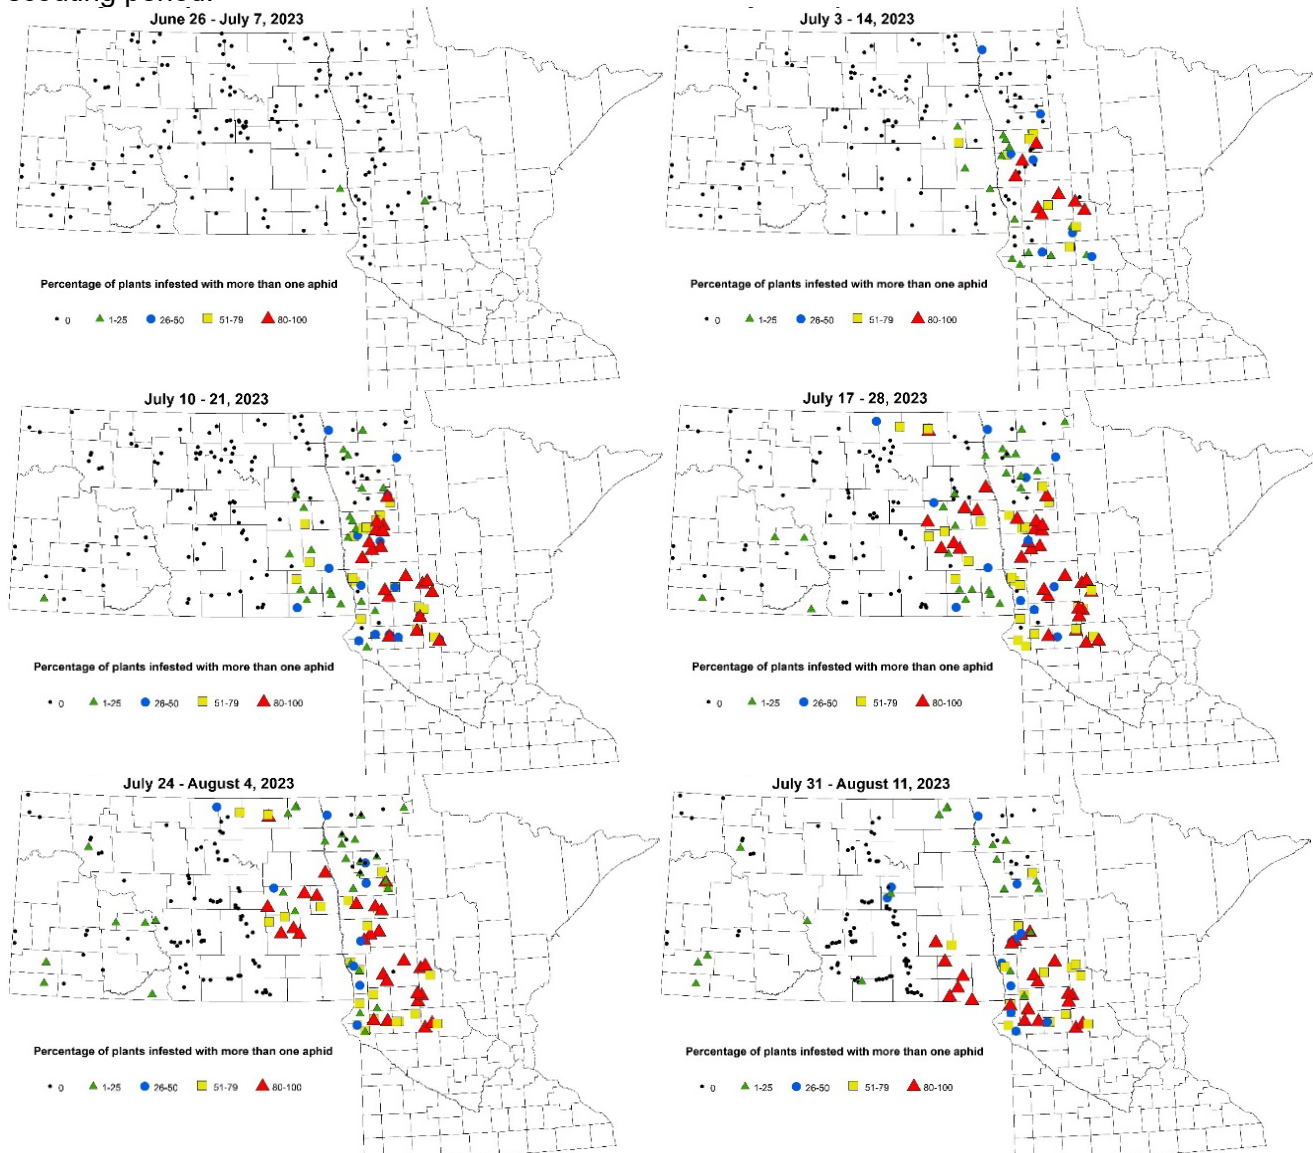 scouting period.
June 26 - July 7, 2023
Percentage of plants infested with more than one aphid
0 1-25 26-50 51-79 80-100
July 3 - 14, 2023
Percentage of plants infested with more than one aphid
0 1-25 26-50 51-79 80-100
July 10 - 21, 2023
Percentage of plants infested with more than one aphid
0 1-25 26-50 51-79 80-100
July 17 - 28, 2023
Percentage of plants infested with more than one aphid
0 1-25 26-50 51-79 80-100
July 24 - August 4, 2023
Percentage of plants infested with more than one aphid
0 1-25 26-50 51-79 80-100
July 31 - August 11, 2023
Percentage of plants infested with more than one aphid
0 1-25 26-50 51-79 80-100